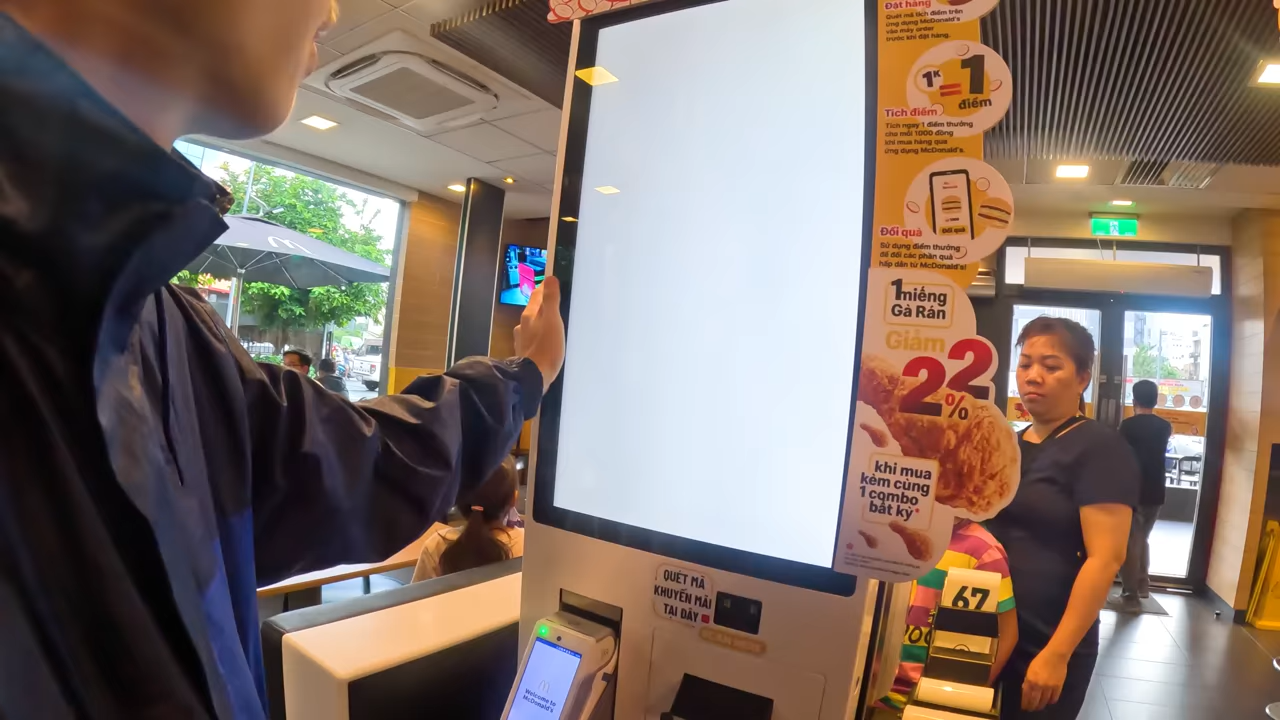 Đặt hàng
Quét mã tích điểm trên
ứng dụng McDonald's
vào máy order
trước khi đặt hàng.
1K = 1
điểm
Tích điểm
Tích ngay 1 điểm thưởng
cho mỗi 1000 đồng
khi mua hàng qua
ứng dụng McDonald's.
Đổi quà
Đổi quà
Sử dụng điểm thưởng
để đổi các phần quà
hấp dẫn từ McDonald's!
1 miếng
Gà Rán
Giảm
22%
khi mua
kèm cùng
1 combo
bất kỳ*
QUÉT MÃ
KHUYẾN MÃI
TẠI ĐÂY
67
Welcome to
McDonald's